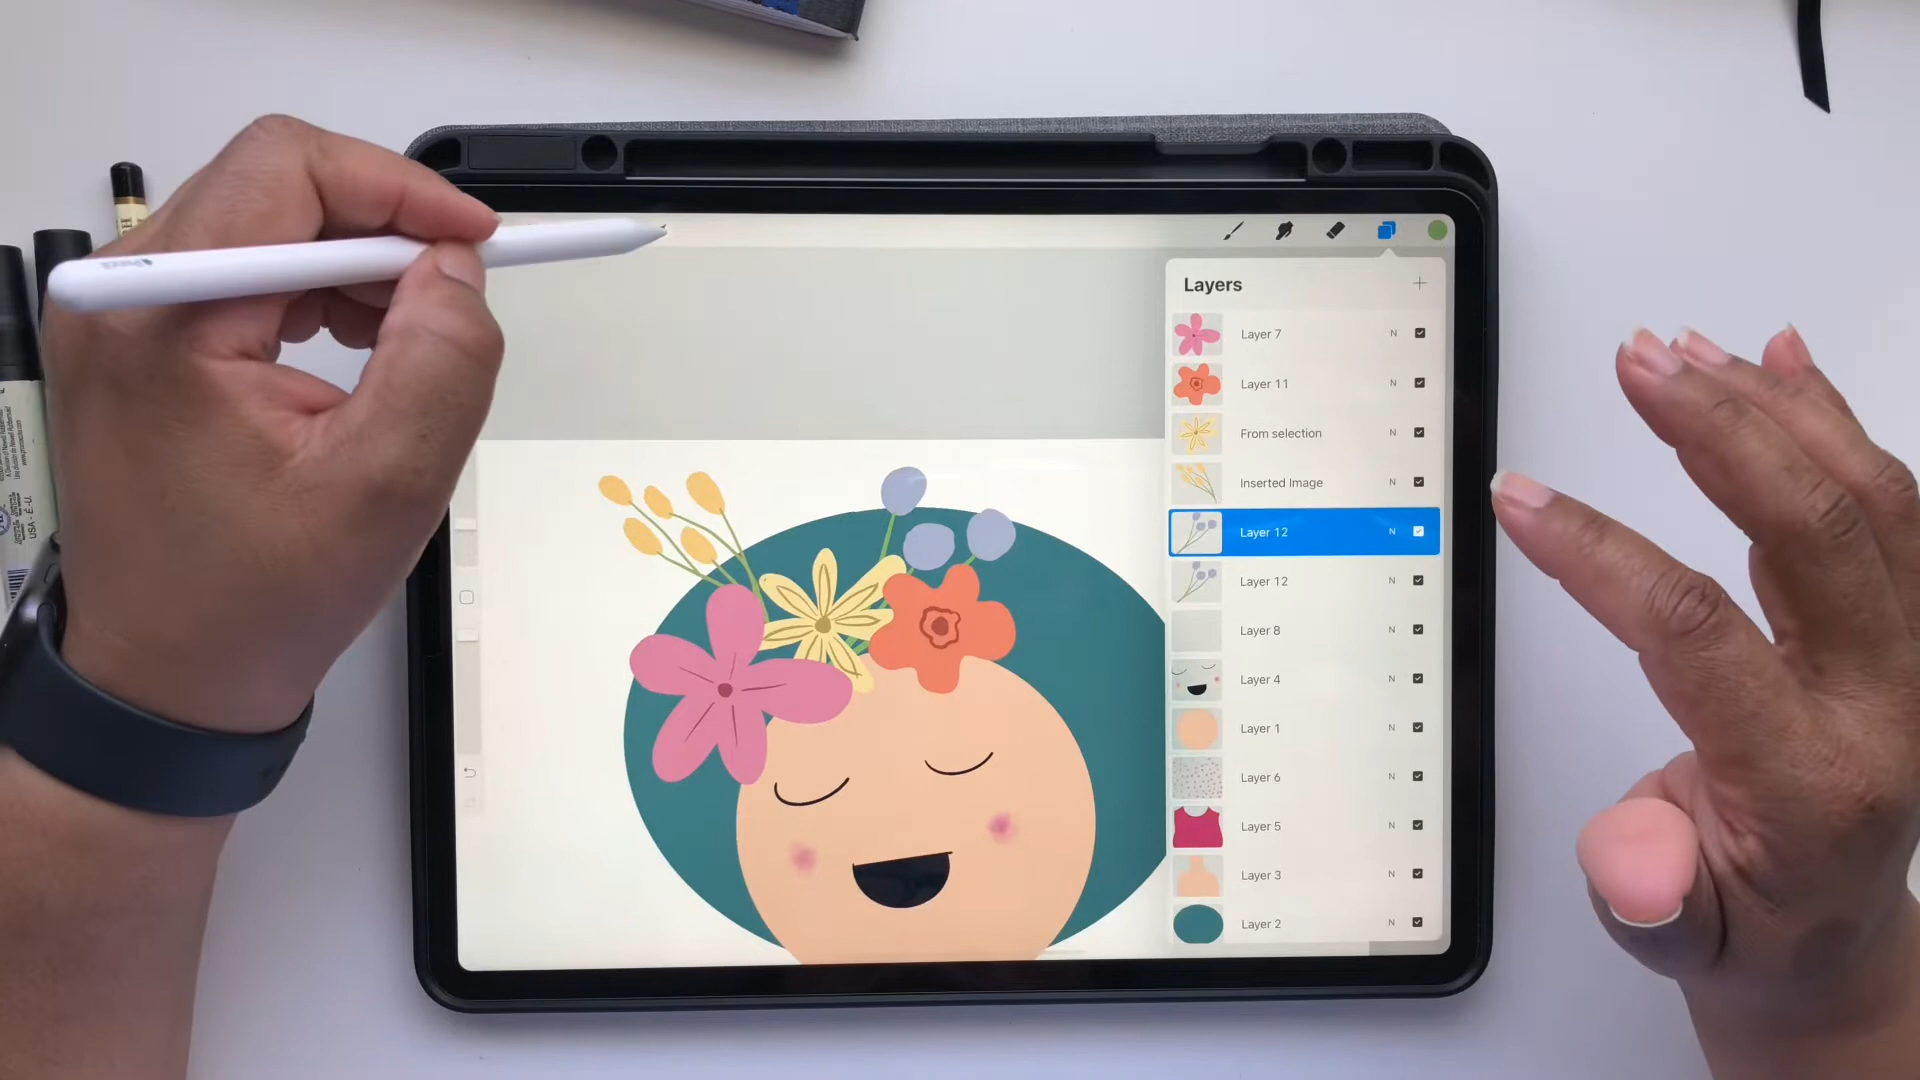 Layers
Layer 7 N
Layer 11 N
From selection N
Inserted Image N
Layer 12 N
Layer 12 N
Layer 8 N
Layer 4 N
Layer 1 N
Layer 6 N
Layer 5 N
Layer 3 N
Layer 2 N
USA - É.-U.